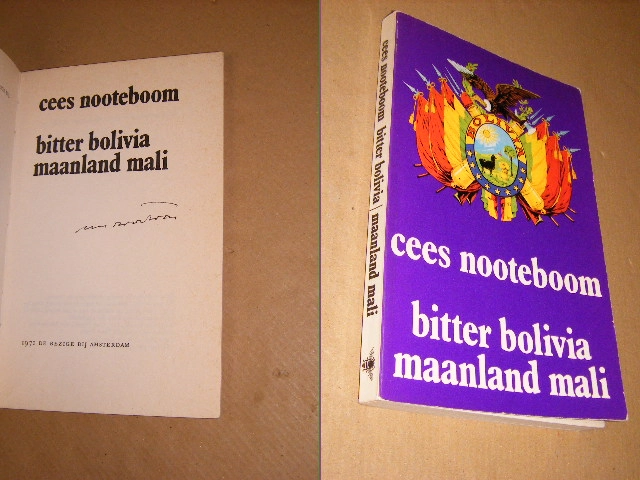 cees nooteboom
bitter bolivia
maanland mali
1971 DE BEZIGE BIJ AMSTERDAM
cees nooteboom bitter bolivia | maanland mali
BOLIVIA
cees nooteboom
bitter bolivia
maanland mali